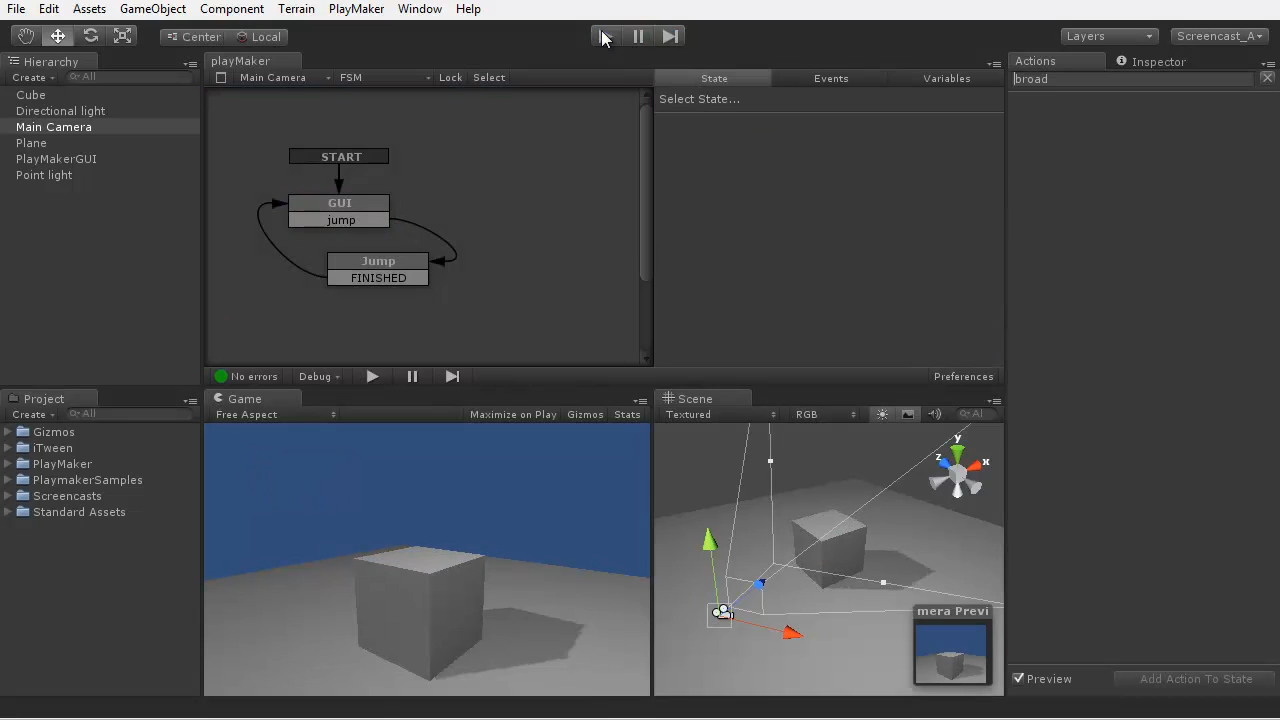 File Edit Assets GameObject Component Terrain PlayMaker Window Help
Center Local Layers Screencast_A
Hierarchy playMaker Actions Inspector
Create All Main Camera FSM Lock Select State Events Variables broad
Cube Select State...
Directional light
Main Camera
Plane
PlayMakerGUI
Point light
START
GUI
jump
Jump
FINISHED
No errors Debug Preferences
Project Game Scene
Create All Free Aspect Maximize on Play Gizmos Stats Textured RGB Al
Gizmos
iTween
PlayMaker
PlaymakerSamples
Screencasts
Standard Assets
y
z x
mera Previ
Preview Add Action To State